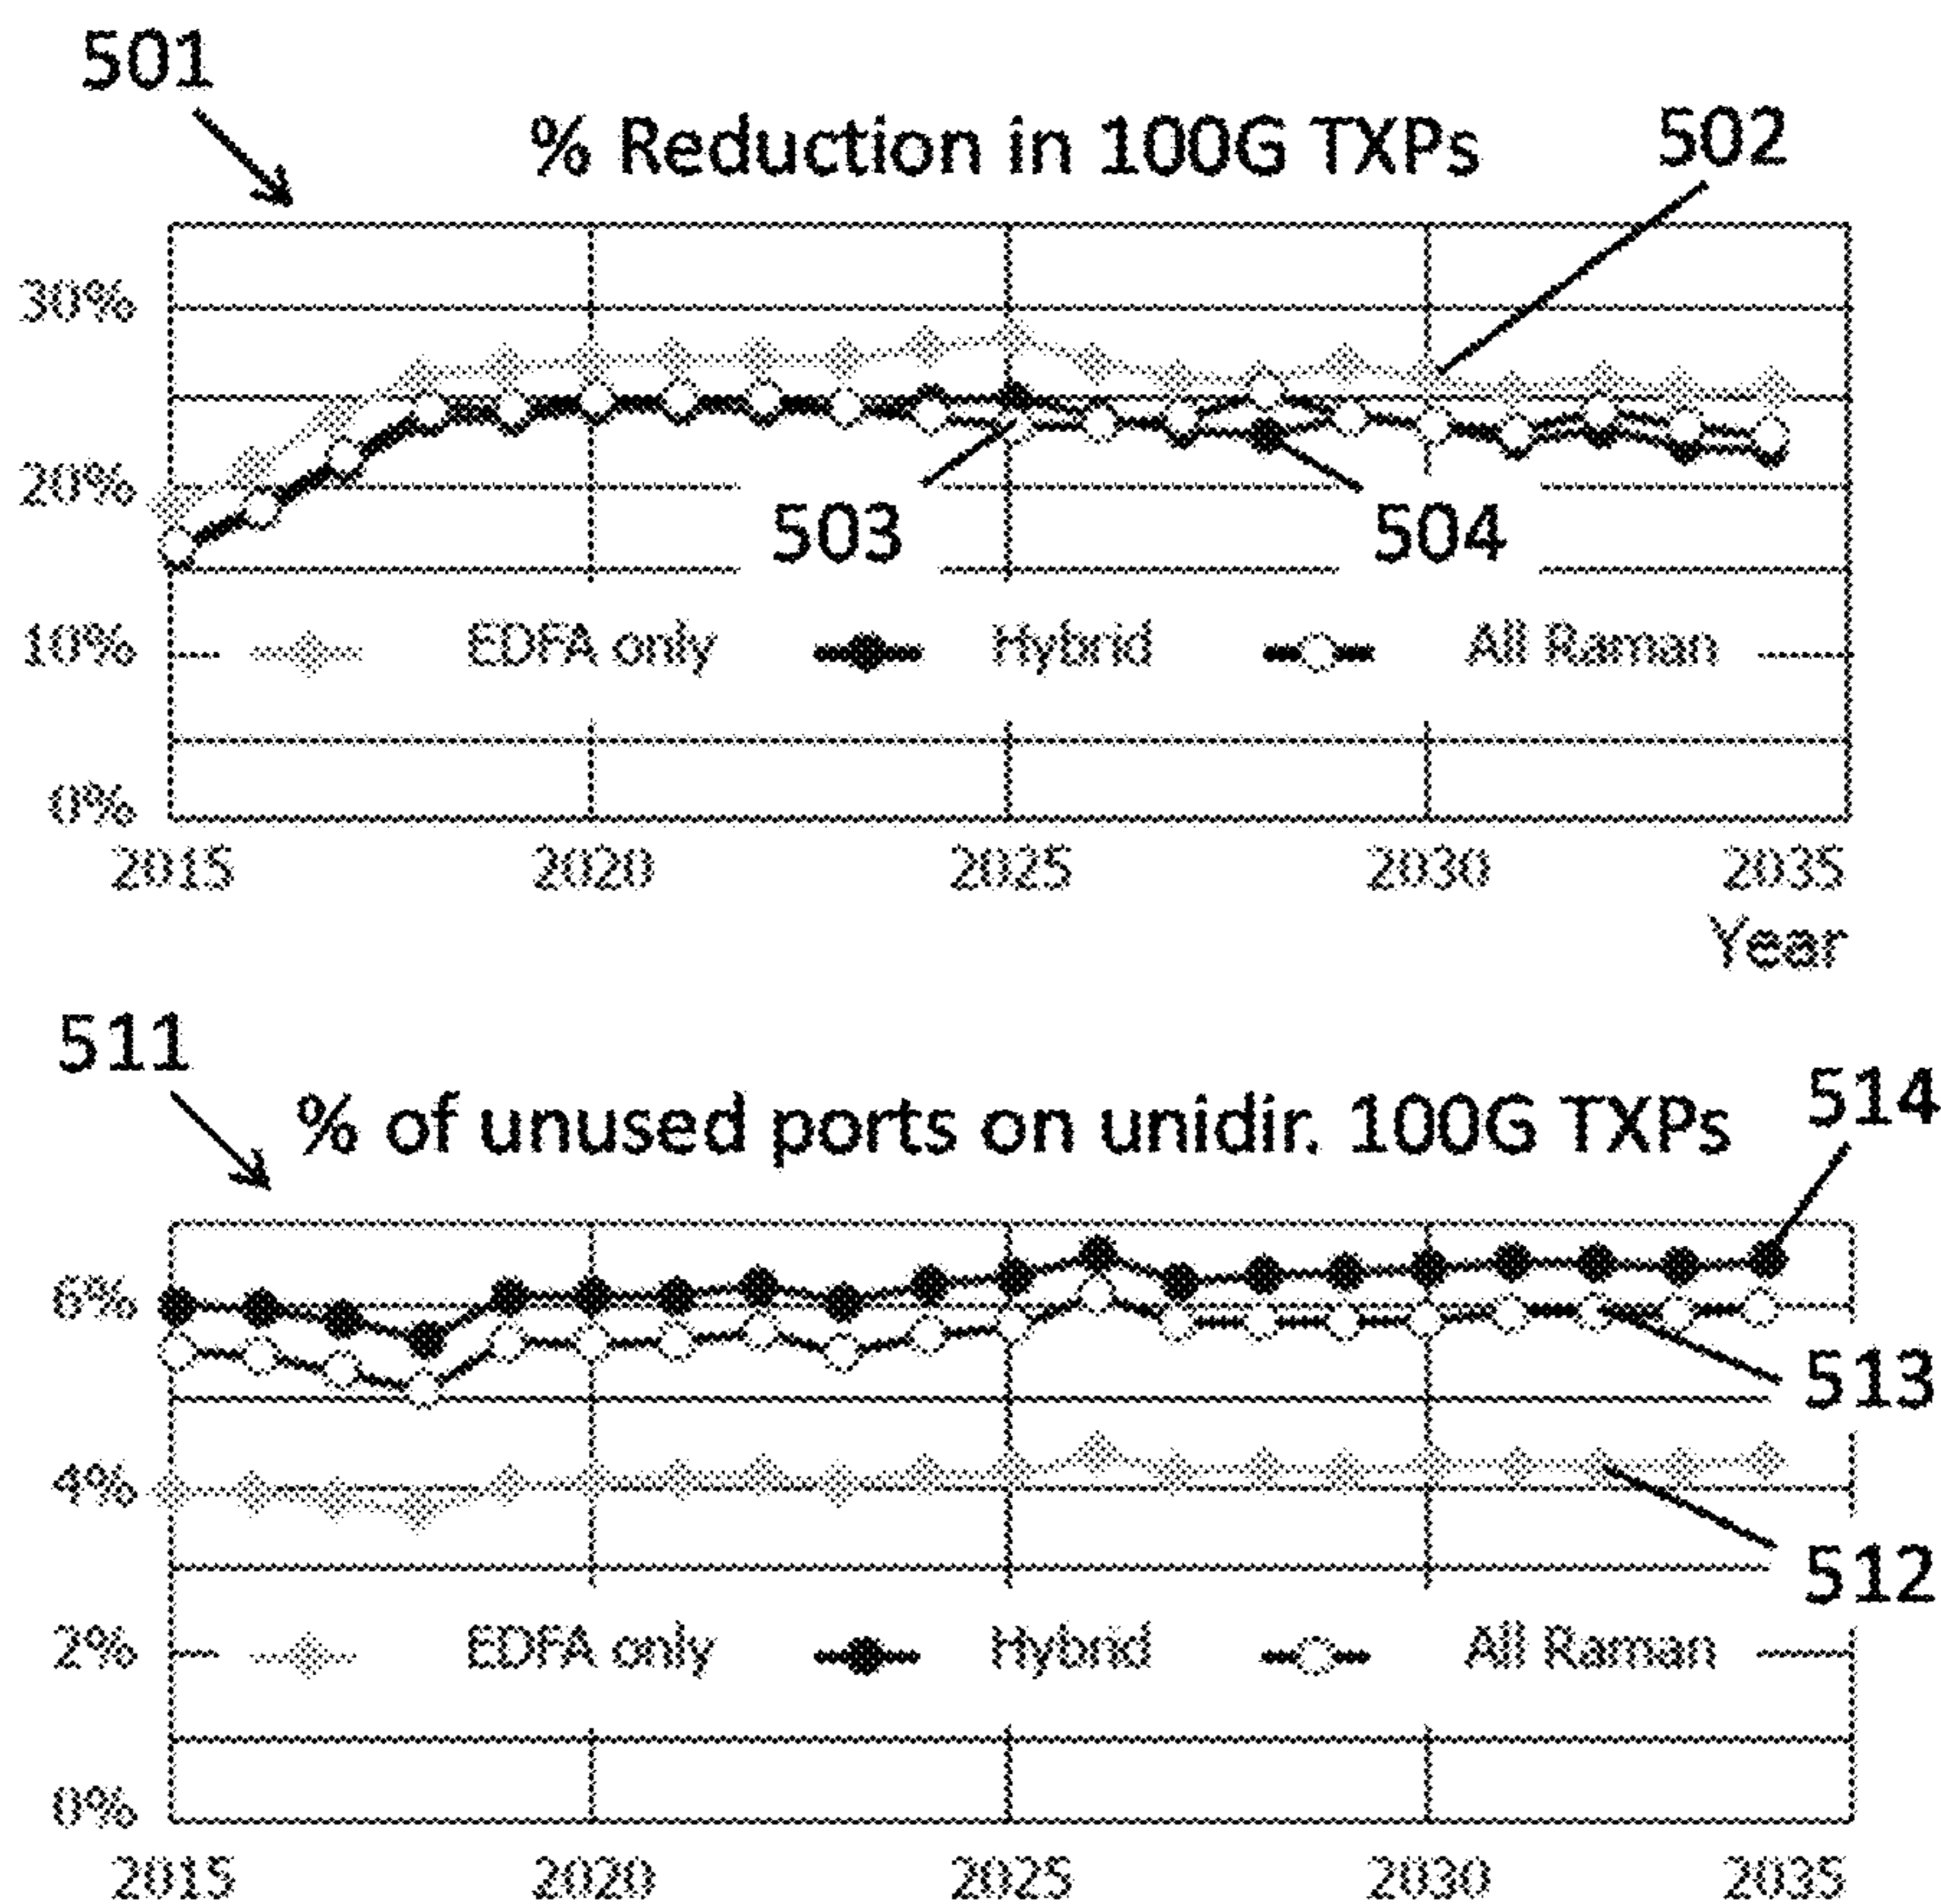 501
% Reduction in 100G TXPs
502
30%
20%
503
504
10%
EDFA only Hybrid All Raman
0%
2015 2020 2025 2030 2035
Year
511
% of unused ports on unidir. 100G TXPs
514
6%
513
4%
512
2%
EDFA only Hybrid All Raman
0%
2015 2020 2025 2030 2035